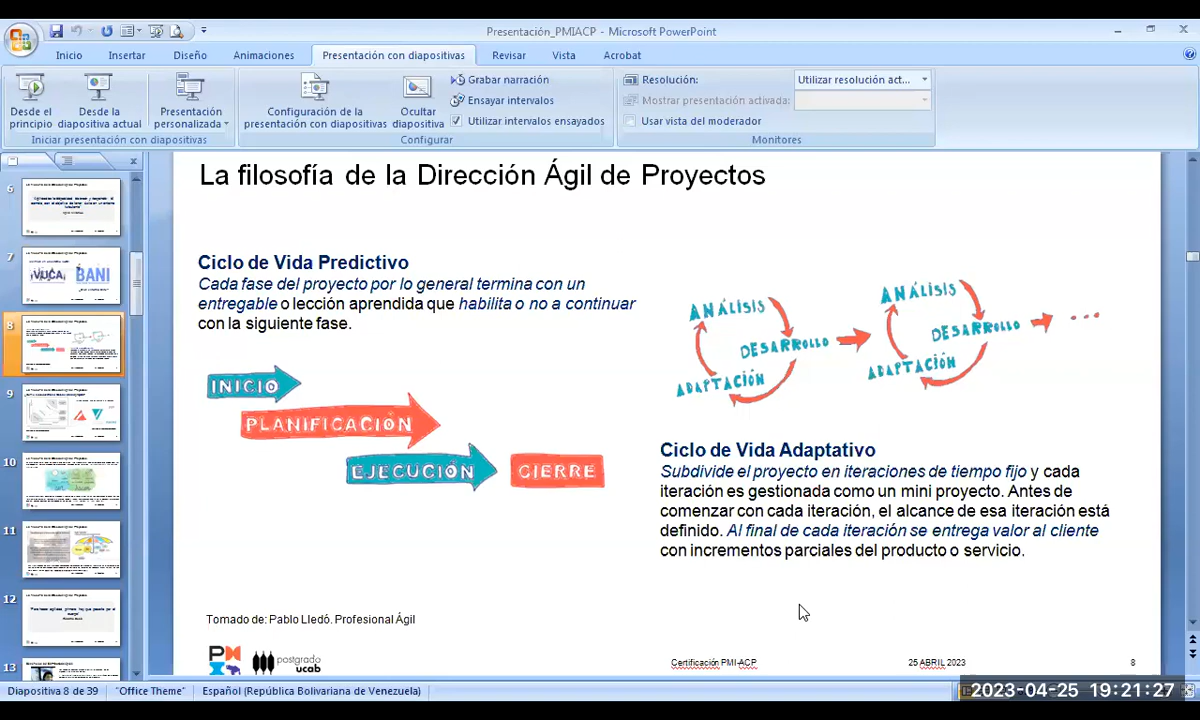 Presentación_PMIACP - Microsoft PowerPoint
Inicio Insertar Diseño Animaciones Presentación con diapositivas Revisar Vista Acrobat
Desde el principio
Desde la diapositiva actual
Presentación personalizada
Iniciar presentación con diapositivas
Configuración de la presentación con diapositivas
Ocultar diapositiva
Grabar narración
Ensayar intervalos
Utilizar intervalos ensayados
Configurar
Resolución: Utilizar resolución act...
Mostrar presentación activada:
Usar vista del moderador
Monitores
6
7
VUCA BANI
8
9
10
11
12
13
La filosofía de la Dirección Ágil de Proyectos
Ciclo de Vida Predictivo
Cada fase del proyecto por lo general termina con un
entregable o lección aprendida que habilita o no a continuar
con la siguiente fase.
INICIO
PLANIFICACIÓN
EJECUCIÓN
CIERRE
ANÁLISIS
DESARROLLO
ADAPTACIÓN
ANÁLISIS
DESARROLLO
ADAPTACIÓN
...
Ciclo de Vida Adaptativo
Subdivide el proyecto en iteraciones de tiempo fijo y cada
iteración es gestionada como un mini proyecto. Antes de
comenzar con cada iteración, el alcance de esa iteración está
definido. Al final de cada iteración se entrega valor al cliente
con incrementos parciales del producto o servicio.
Tomado de: Pablo Lledó. Profesional Ágil
PM
postgrado
ucab
Certificación PMI-ACP
25 ABRIL 2023
8
Diapositiva 8 de 39 "Office Theme" Español (República Bolivariana de Venezuela)
2023-04-25 19:21:27